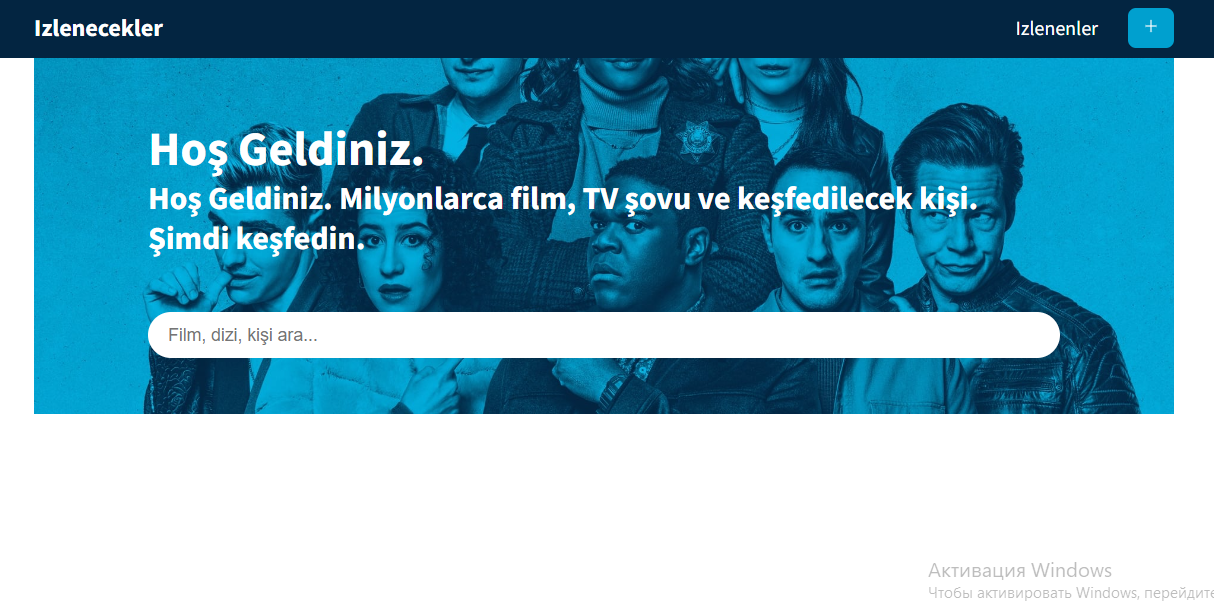 Izlenecekler
Izlenenler
+
Hoş Geldiniz.
Hoş Geldiniz. Milyonlarca film, TV şovu ve keşfedilecek kişi.
Şimdi keşfedin.
Film, dizi, kişi ara...
Активация Windows
Чтобы активировать Windows, перейдите